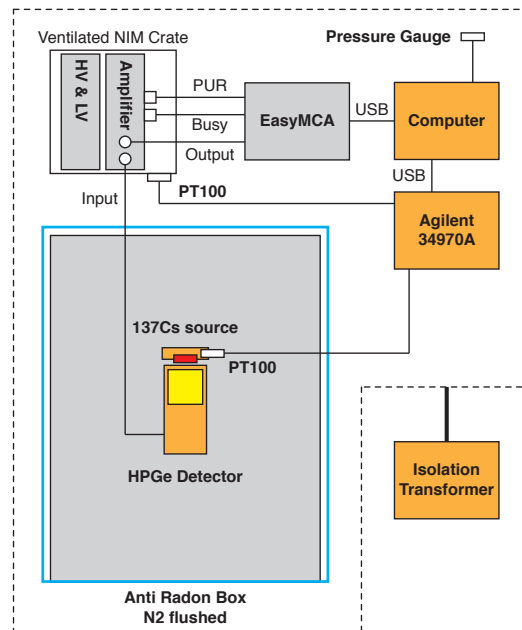 Ventilated NIM Crate
Pressure Gauge
HV & LV
Amplifier
PUR
Busy
Output
EasyMCA
USB
Computer
USB
Input
PT100
Agilent
34970A
137Cs source
PT100
HPGe Detector
Isolation
Transformer
Anti Radon Box
N2 flushed